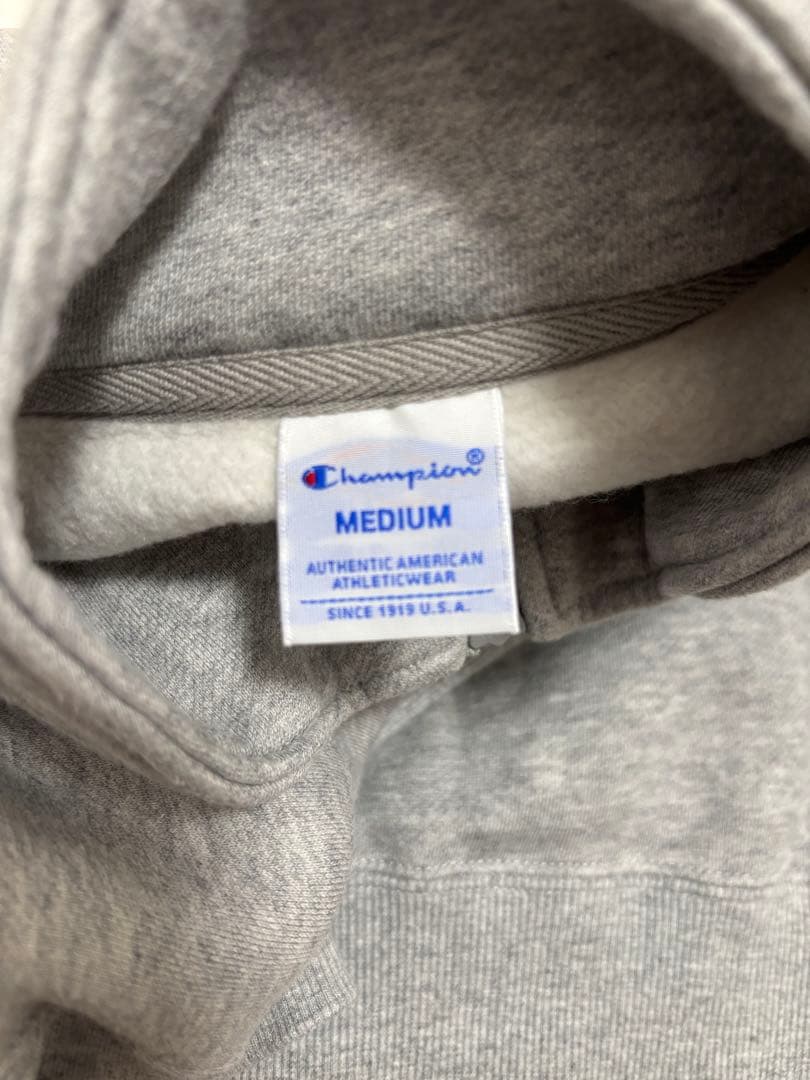 Champion®
MEDIUM
AUTHENTIC AMERICAN
ATHLETICWEAR
SINCE 1919 U.S.A.